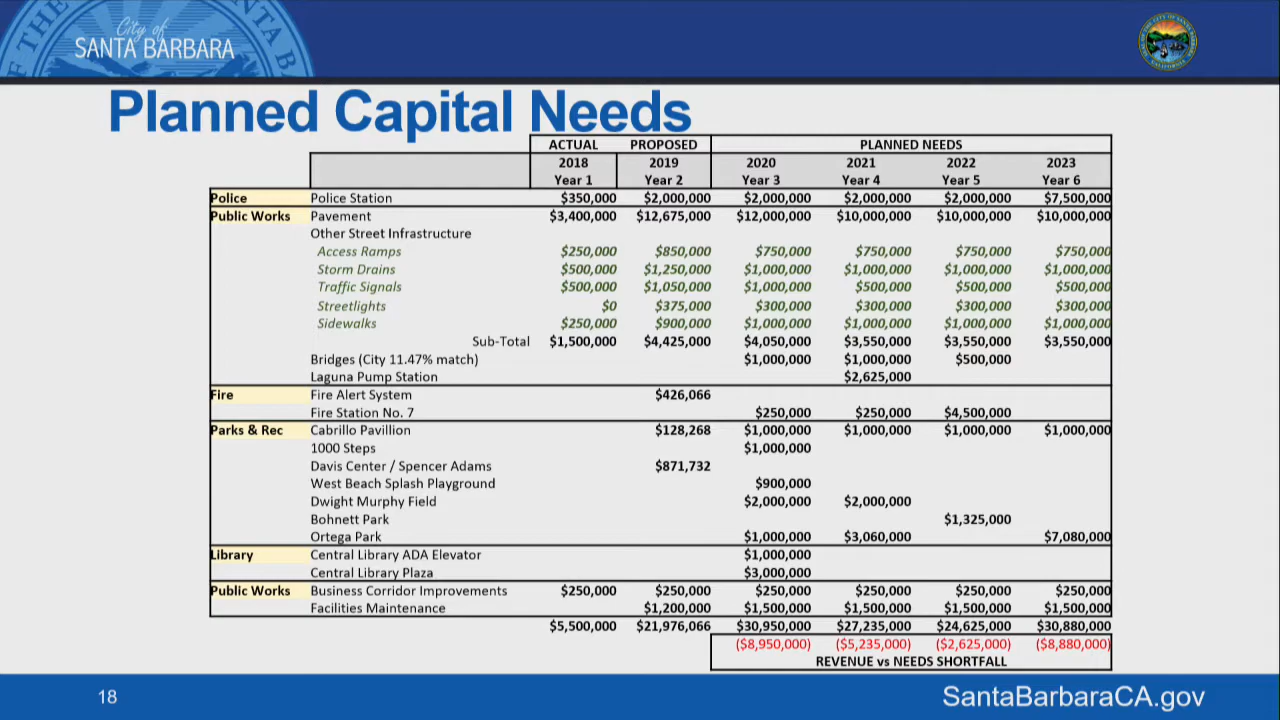 City of
SANTA BARBARA
Planned Capital Needs
ACTUAL PROPOSED PLANNED NEEDS
2018 2019 2020 2021 2022 2023
Year 1 Year 2 Year 3 Year 4 Year 5 Year 6
Police Police Station $350,000 $2,000,000 $2,000,000 $2,000,000 $2,000,000 $7,500,000
Public Works Pavement $3,400,000 $12,675,000 $12,000,000 $10,000,000 $10,000,000 $10,000,000
Other Street Infrastructure
Access Ramps $250,000 $850,000 $750,000 $750,000 $750,000 $750,000
Storm Drains $500,000 $1,250,000 $1,000,000 $1,000,000 $1,000,000 $1,000,000
Traffic Signals $500,000 $1,050,000 $1,000,000 $500,000 $500,000 $500,000
Streetlights $0 $375,000 $300,000 $300,000 $300,000 $300,000
Sidewalks $250,000 $900,000 $1,000,000 $1,000,000 $1,000,000 $1,000,000
Sub-Total $1,500,000 $4,425,000 $4,050,000 $3,550,000 $3,550,000 $3,550,000
Bridges (City 11.47% match) $1,000,000 $1,000,000 $500,000
Laguna Pump Station $2,625,000
Fire Fire Alert System $426,066
Fire Station No. 7 $250,000 $250,000 $4,500,000
Parks & Rec Cabrillo Pavillion $128,268 $1,000,000 $1,000,000 $1,000,000 $1,000,000
1000 Steps $1,000,000
Davis Center / Spencer Adams $871,732
West Beach Splash Playground $900,000
Dwight Murphy Field $2,000,000 $2,000,000
Bohnett Park $1,325,000
Ortega Park $1,000,000 $3,060,000 $7,080,000
Library Central Library ADA Elevator $1,000,000
Central Library Plaza $3,000,000
Public Works Business Corridor Improvements $250,000 $250,000 $250,000 $250,000 $250,000 $250,000
Facilities Maintenance $1,200,000 $1,500,000 $1,500,000 $1,500,000 $1,500,000
$5,500,000 $21,976,066 $30,950,000 $27,235,000 $24,625,000 $30,880,000
($8,950,000) ($5,235,000) ($2,625,000) ($8,880,000)
REVENUE vs NEEDS SHORTFALL
18
SantaBarbaraCA.gov